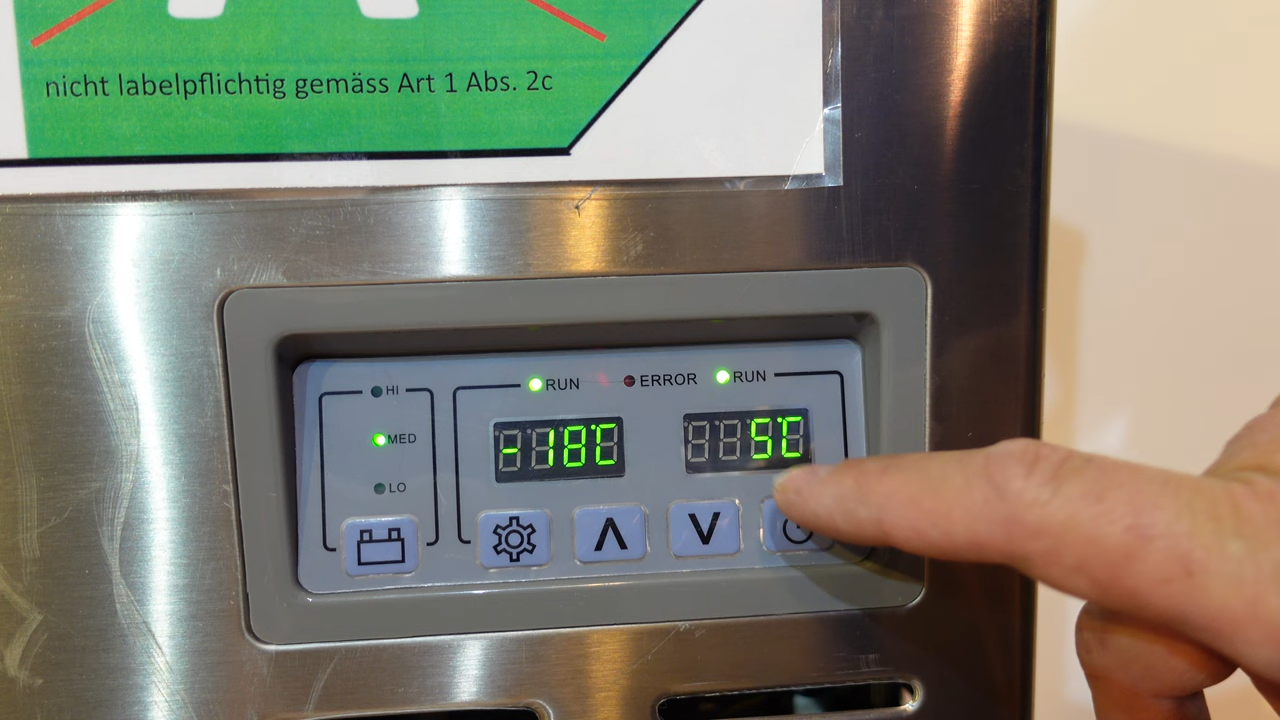 nicht labelpflichtig gemäss Art 1 Abs. 2c
HI
MED
LO
RUN ERROR RUN
-18°C 5°C